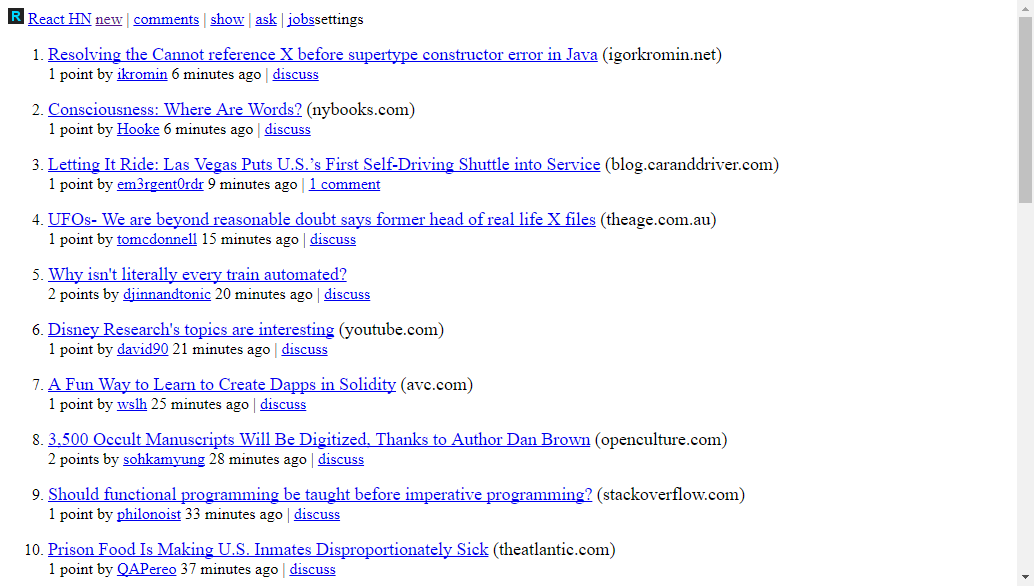 R React HN new | comments | show | ask | jobssettings
1. Resolving the Cannot reference X before supertype constructor error in Java (igorkromin.net)
1 point by ikromin 6 minutes ago | discuss
2. Consciousness: Where Are Words? (nybooks.com)
1 point by Hooke 6 minutes ago | discuss
3. Letting It Ride: Las Vegas Puts U.S.’s First Self-Driving Shuttle into Service (blog.caranddriver.com)
1 point by em3rgent0rdr 9 minutes ago | 1 comment
4. UFOs- We are beyond reasonable doubt says former head of real life X files (theage.com.au)
1 point by tomcdonnell 15 minutes ago | discuss
5. Why isn't literally every train automated?
2 points by djinnandtonic 20 minutes ago | discuss
6. Disney Research's topics are interesting (youtube.com)
1 point by david90 21 minutes ago | discuss
7. A Fun Way to Learn to Create Dapps in Solidity (avc.com)
1 point by wslh 25 minutes ago | discuss
8. 3,500 Occult Manuscripts Will Be Digitized, Thanks to Author Dan Brown (openculture.com)
2 points by sohkamyung 28 minutes ago | discuss
9. Should functional programming be taught before imperative programming? (stackoverflow.com)
1 point by philonoist 33 minutes ago | discuss
10. Prison Food Is Making U.S. Inmates Disproportionately Sick (theatlantic.com)
1 point by QAPereo 37 minutes ago | discuss